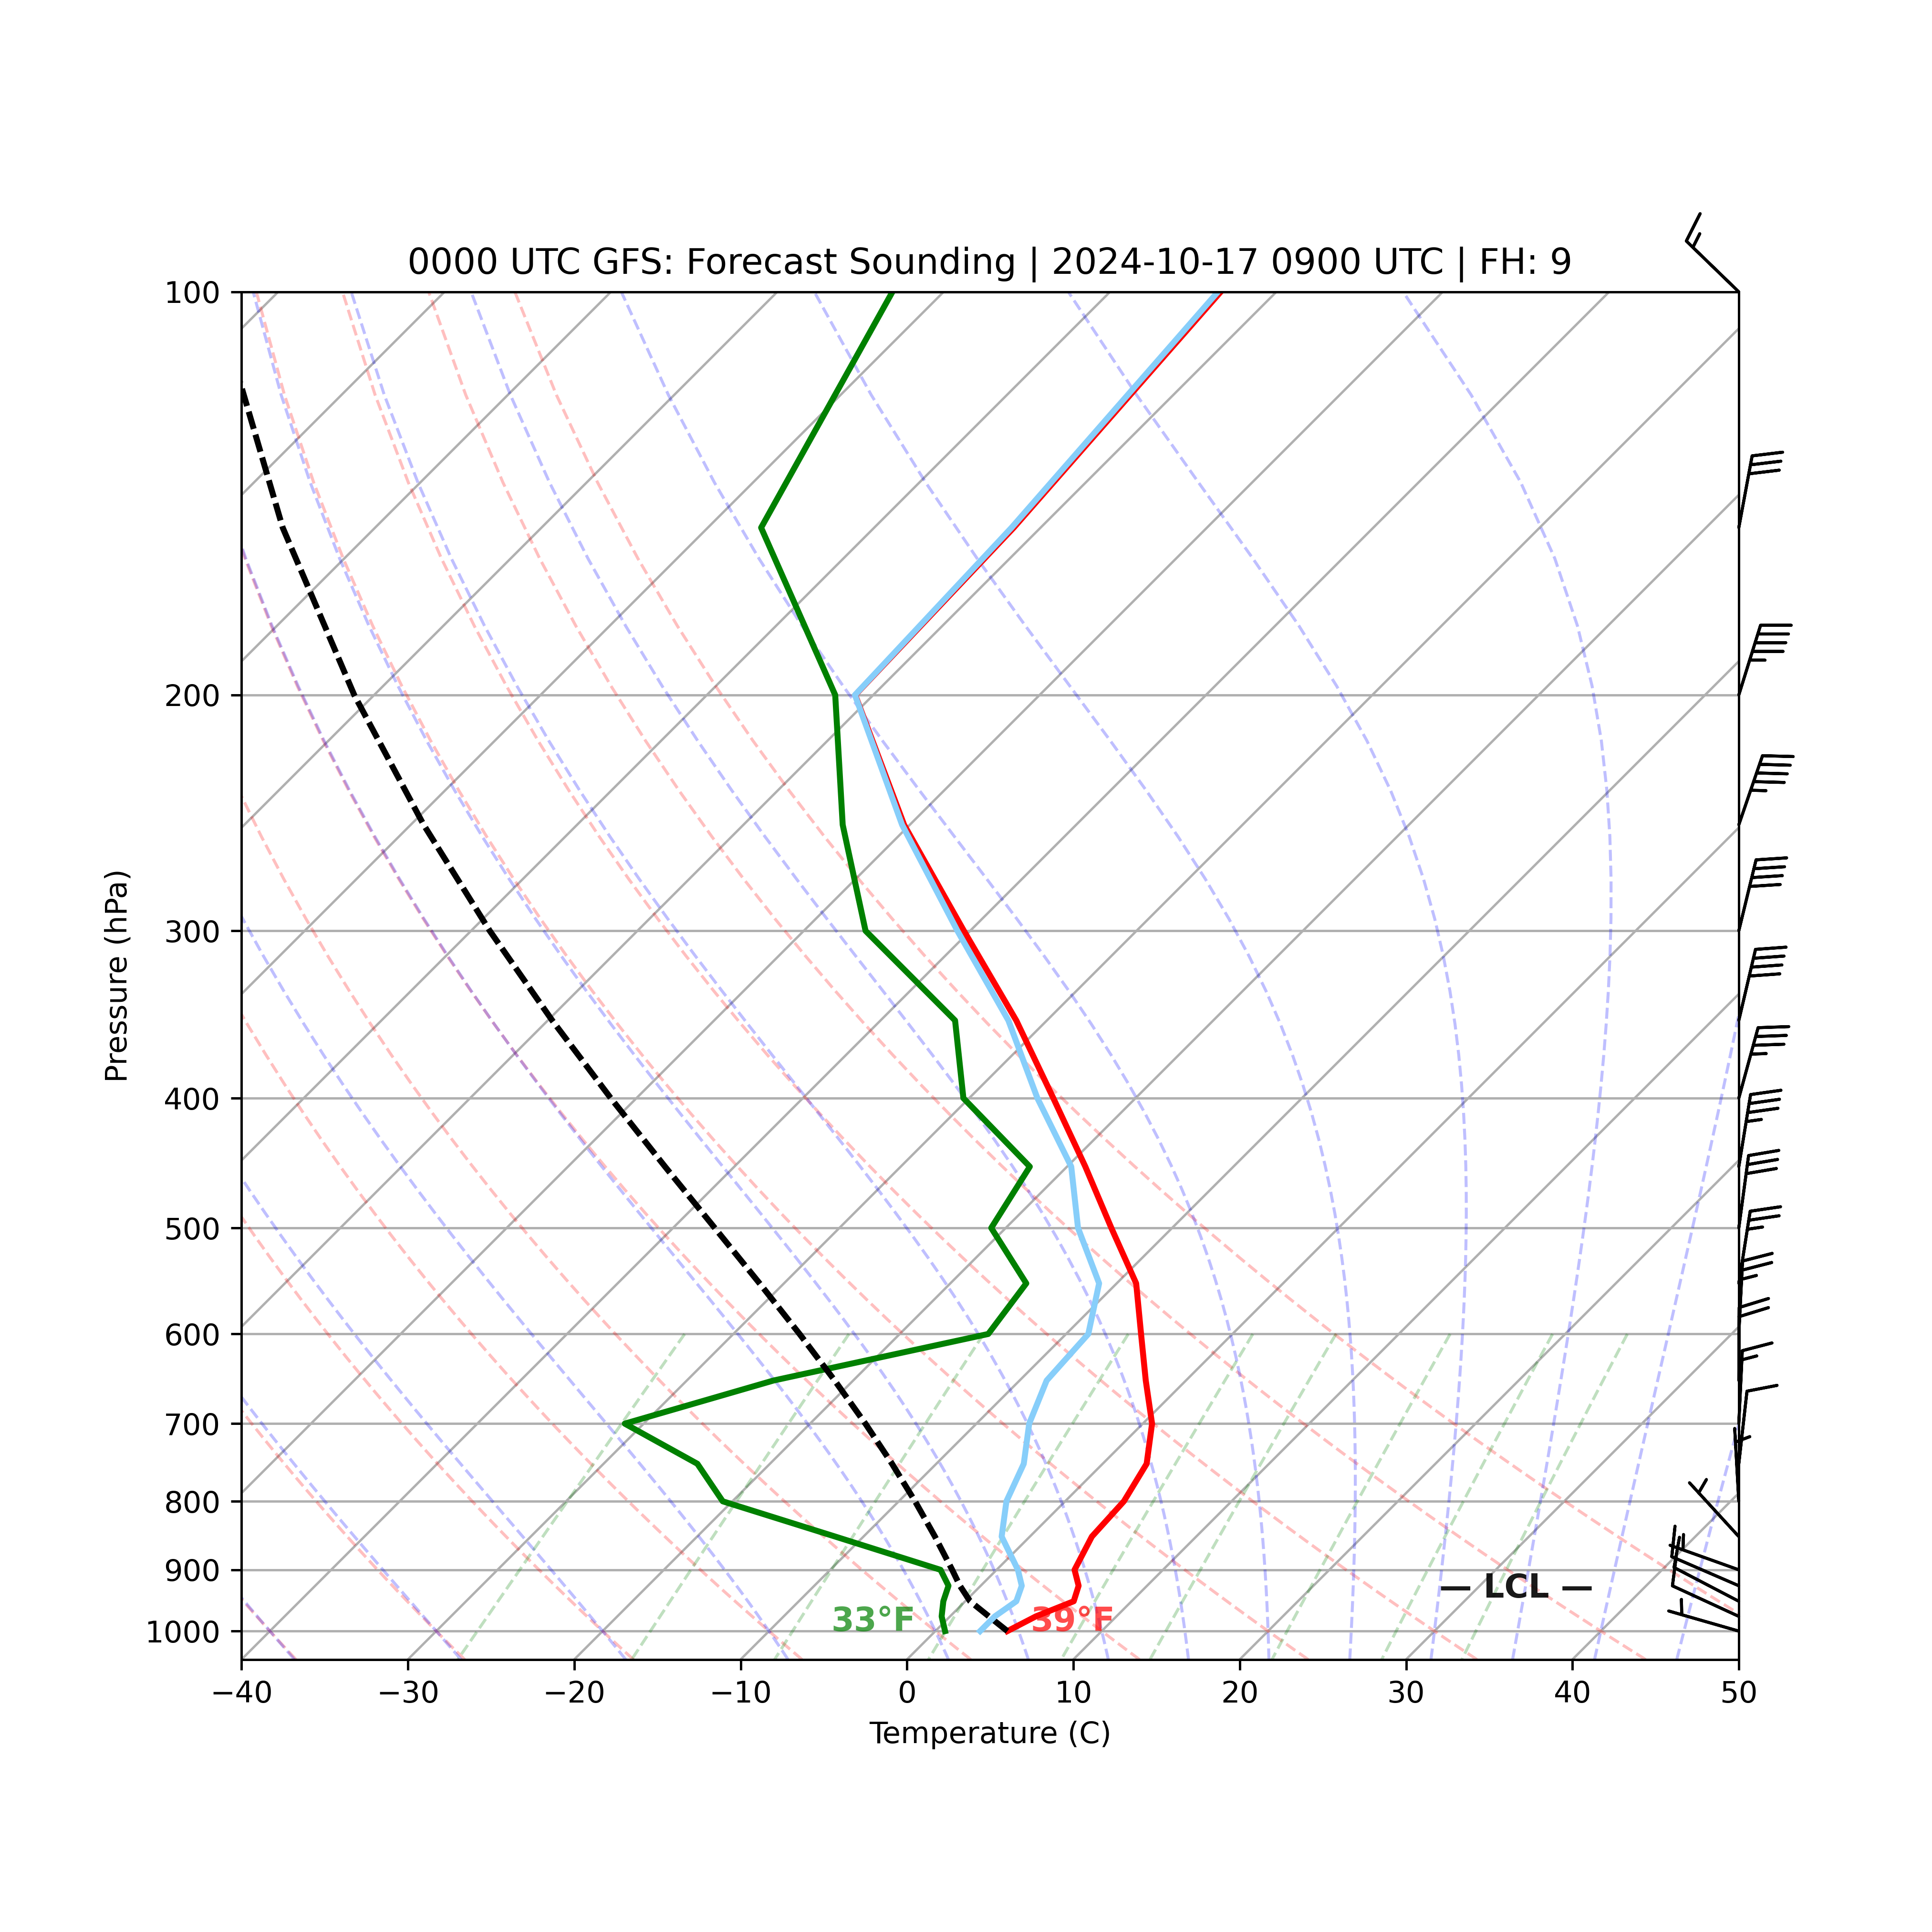 0000 UTC GFS: Forecast Sounding | 2024-10-17 0900 UTC | FH: 9
100
200
300
400
500
600
700
800
900
1000
Pressure (hPa)
— LCL —
33°F
39°F
−40 −30 −20 −10 0 10 20 30 40 50
Temperature (C)